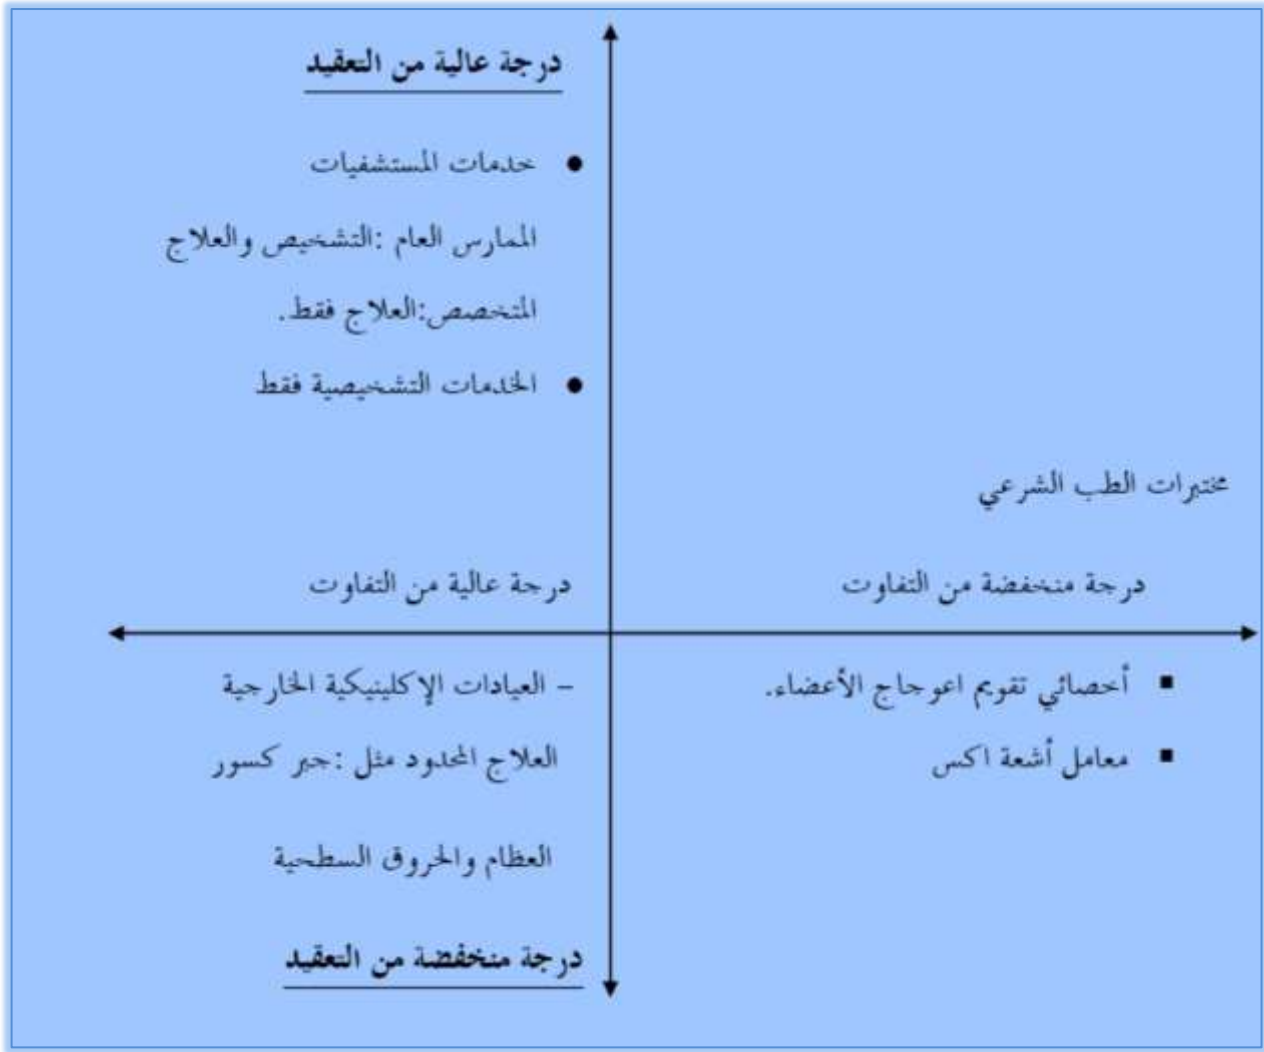 درجة عالية من التعقيد
● خدمات المستشفيات
الممارس العام :التشخيص والعلاج
المتخصص:العلاج فقط.
● الخدمات التشخيصية فقط
مختبرات الطب الشرعي
درجة منخفضة من التفاوت
درجة عالية من التفاوت
■ أخصائي تقويم اعوجاج الأعضاء.
■ معامل أشعة اكس
– العيادات الإكلينيكية الخارجية
العلاج المحدود مثل :جبر كسور
العظام والحروق السطحية
درجة منخفضة من التعقيد